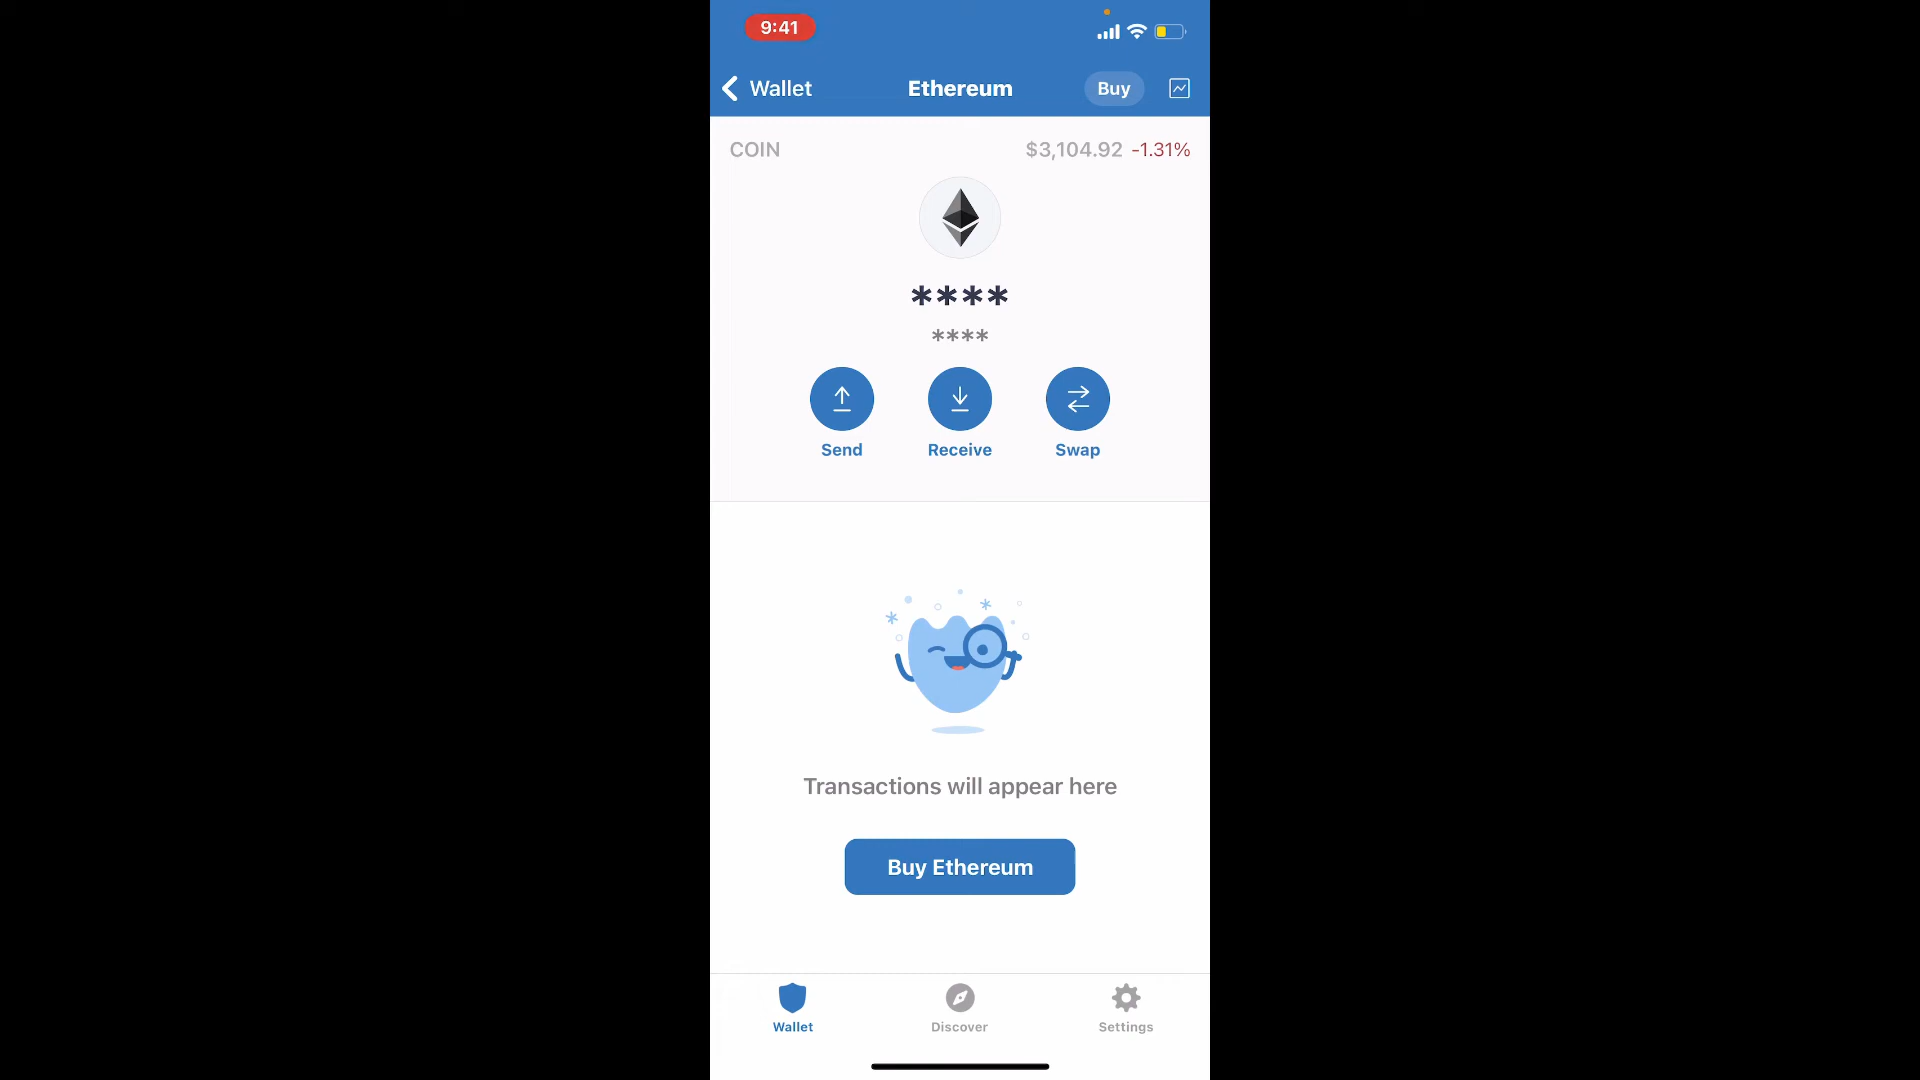 9:41
Wallet
Ethereum
Buy
COIN
$3,104.92 -1.31%
****
****
Send
Receive
Swap
Transactions will appear here
Buy Ethereum
Wallet
Discover
Settings